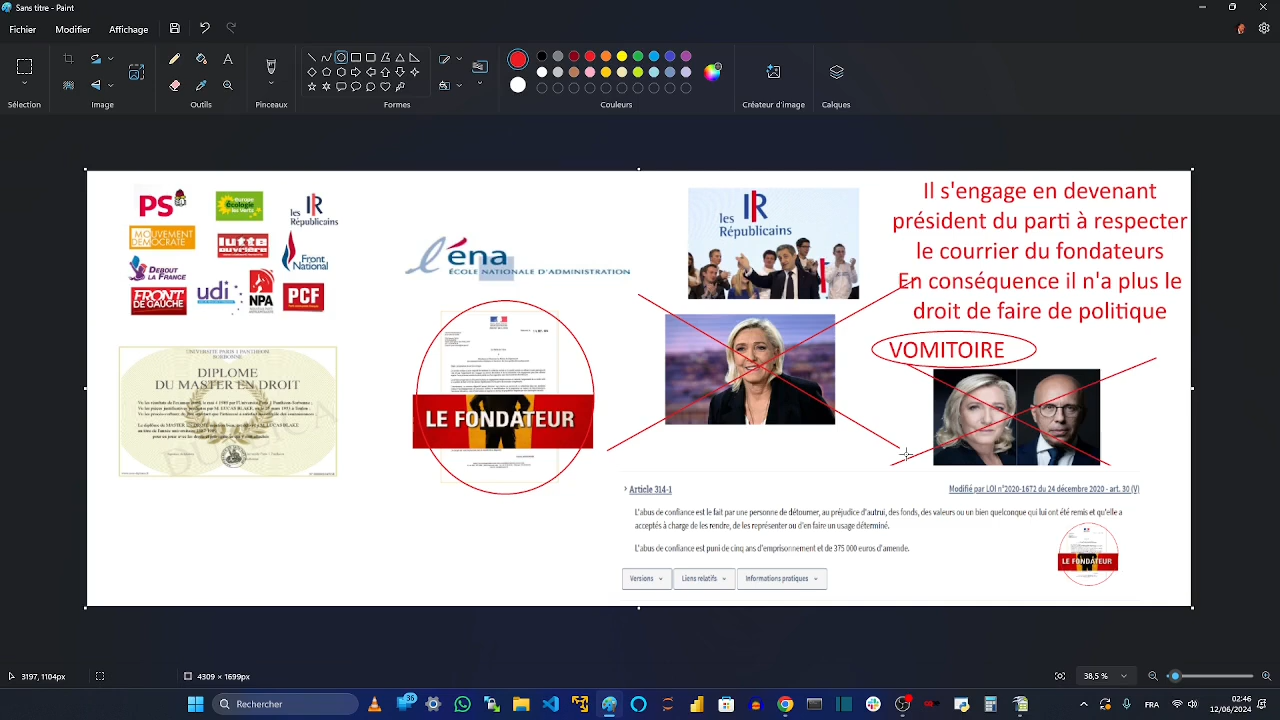 Sans titre - Paint
Fichier
Modifier
Affichage
Sélection
Image
Outils
Pinceaux
Formes
Couleurs
Créateur d'image
Calques
PS
europe
écologie
les verts
les Républicains
MOUVEMENT
DÉMOCRATE
lutte
ouvrière
Front
National
DEBOUT
LA FRANCE
FRONT
DE GAUCHE
udi
NPA
PCF
UNIVERSITE PARIS I PANTHEON
SORBONNE
DIPLOME
DU MASTER EN DROIT
l'éna
ÉCOLE NATIONALE D'ADMINISTRATION
LE FONDATEUR
les
Républicains
Il s'engage en devenant
président du parti à respecter
le courrier du fondateurs
En conséquence il n'a plus le
droit de faire de politique
VOMITOIRE
Article 314-1
Modifié par LOI n°2020-1672 du 24 décembre 2020 - art. 30 (V)
L'abus de confiance est le fait par une personne de détourner, au préjudice d'autrui, des fonds, des valeurs ou un bien quelconque qui lui ont été remis et qu'elle a
acceptés à charge de les rendre, de les représenter ou d'en faire un usage déterminé.
L'abus de confiance est puni de cinq ans d'emprisonnement et de 375 000 euros d'amende.
LE FONDATEUR
Versions
Liens relatifs
Informations pratiques
3197, 1104px
4309 × 1699px
38,5 %
Rechercher
36
FRA
02:46
12/06/2024